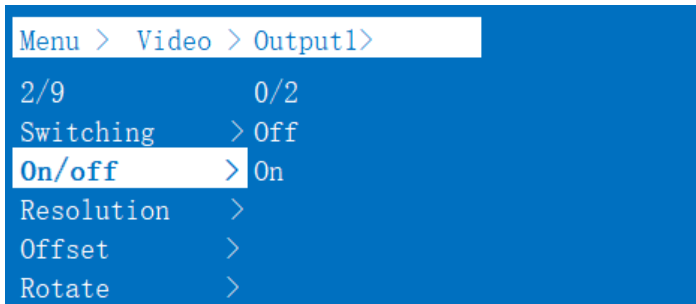 Menu > Video > Output1>
2/9 0/2
Switching > Off
On/off > On
Resolution >
Offset >
Rotate >